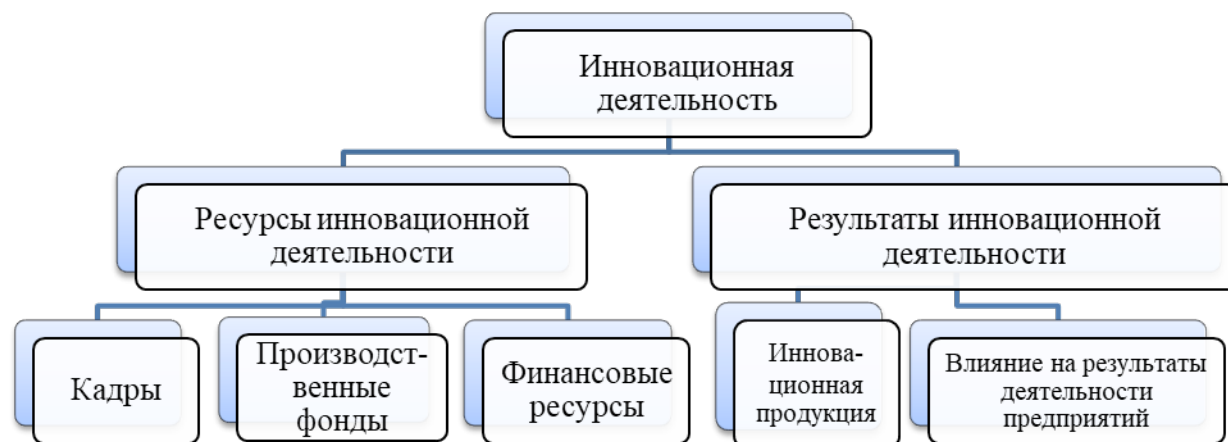 Инновационная
деятельность
Ресурсы инновационной
деятельности
Результаты инновационной
деятельности
Кадры
Производст-
венные
фонды
Финансовые
ресурсы
Иннова-
ционная
продукция
Влияние на результаты
деятельности
предприятий